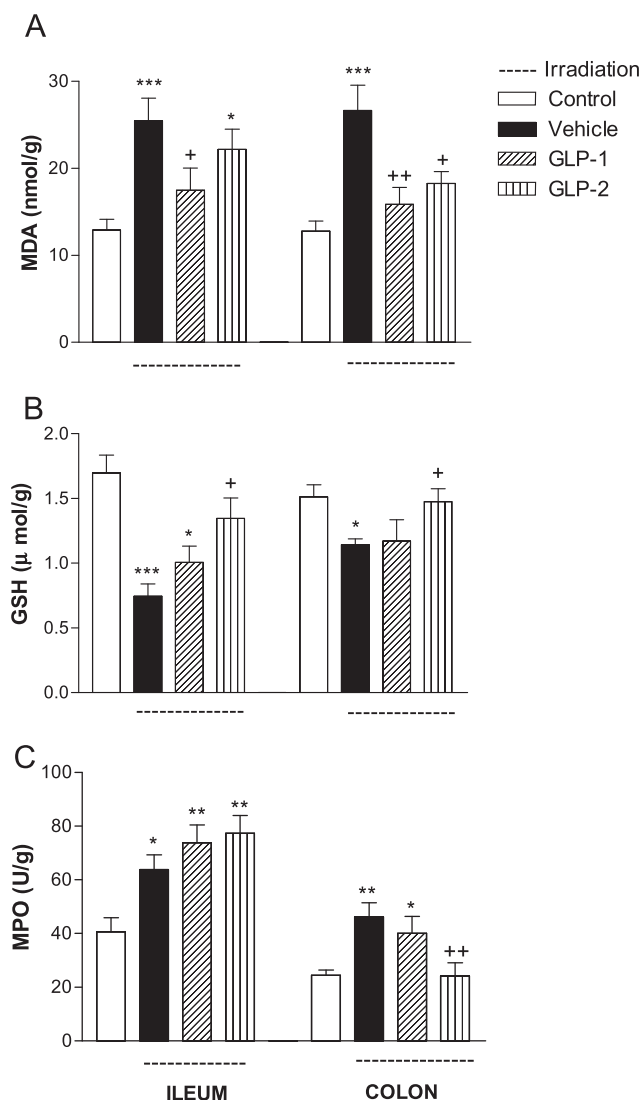 A
*** + * *** ++ +
30
20
10
0
MDA (nmol/g)
Irradiation
Control
Vehicle
GLP-1
GLP-2
B
2.0
1.5
1.0
0.5
0.0
GSH (μ mol/g)
*** * + * +
C
100
80
60
40
20
0
MPO (U/g)
* ** ** ** * ++
ILEUM COLON